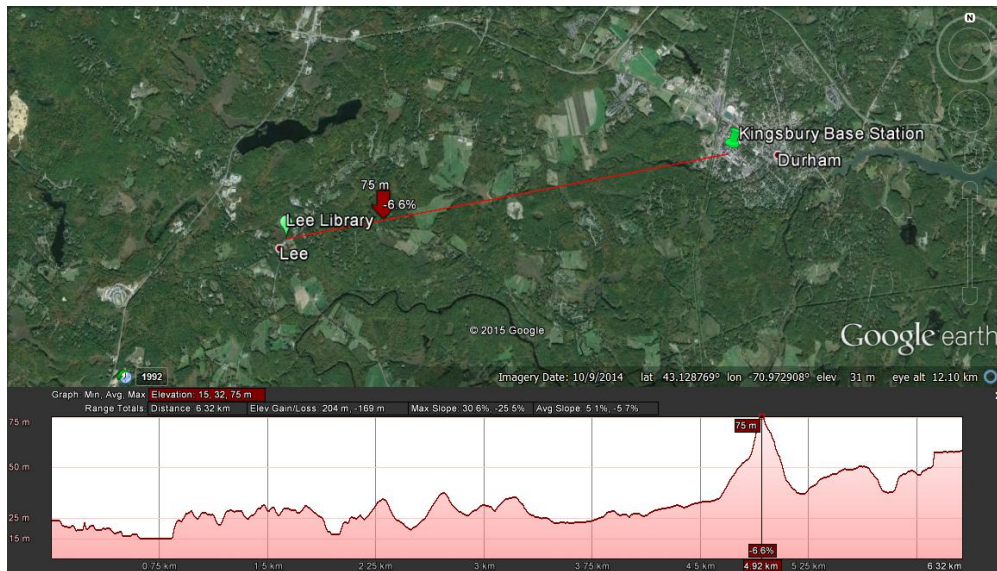 N
Kingsbury Base Station
Durham
75 m
-6.6%
Lee Library
Lee
© 2015 Google
Google earth
1992
Imagery Date: 10/9/2014 lat 43.128769° lon -70.972908° elev 31 m eye alt 12.10 km
Graph: Min, Avg, Max Elevation: 15, 32, 75 m
Range Totals: Distance: 6.32 km Elev Gain/Loss: 204 m, -169 m Max Slope: 30.6%, -25.5% Avg Slope: 5.1%, -5.7%
75 m
75 m
50 m
25 m
15 m
-6.6%
0.75 km 1.5 km 2.25 km 3 km 3.75 km 4.5 km 4.92 km 5.25 km 6.32 km